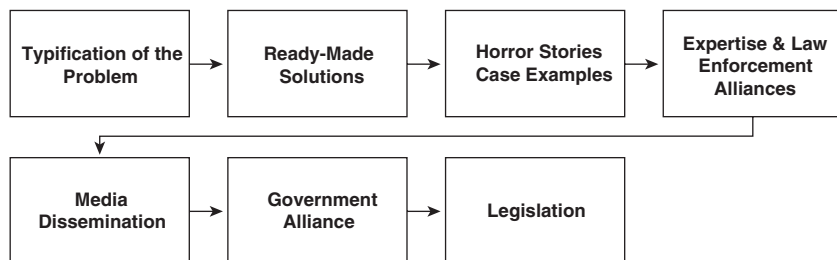 Typification of the
Problem
Ready-Made
Solutions
Horror Stories
Case Examples
Expertise & Law
Enforcement
Alliances
Media
Dissemination
Government
Alliance
Legislation